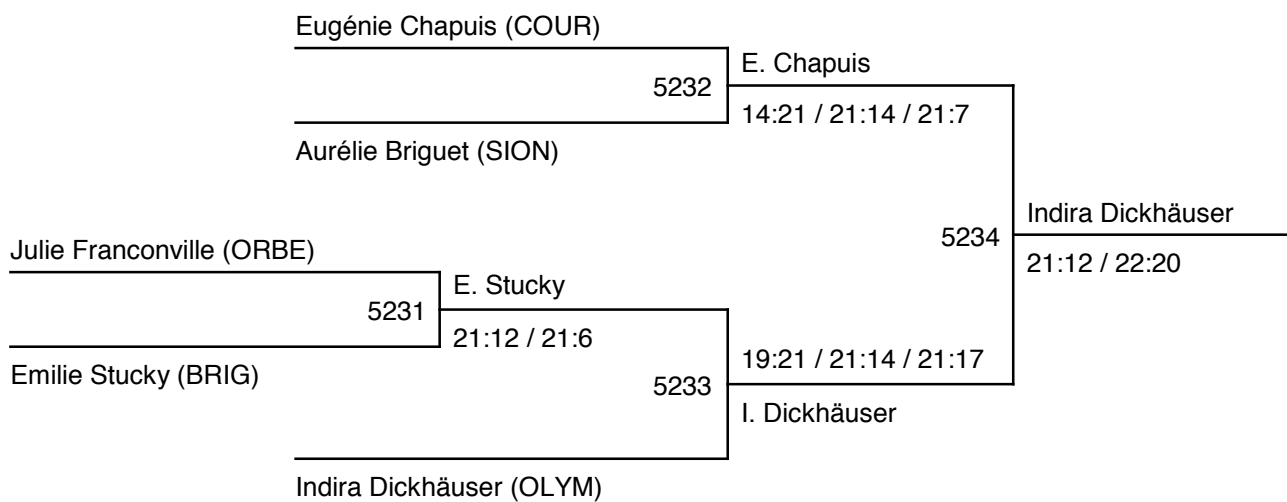 Eugénie Chapuis (COUR)
E. Chapuis
5232
14:21 / 21:14 / 21:7
Aurélie Briguet (SION)
Indira Dickhäuser
5234
21:12 / 22:20
Julie Franconville (ORBE)
E. Stucky
5231
21:12 / 21:6
Emilie Stucky (BRIG)
19:21 / 21:14 / 21:17
5233
I. Dickhäuser
Indira Dickhäuser (OLYM)